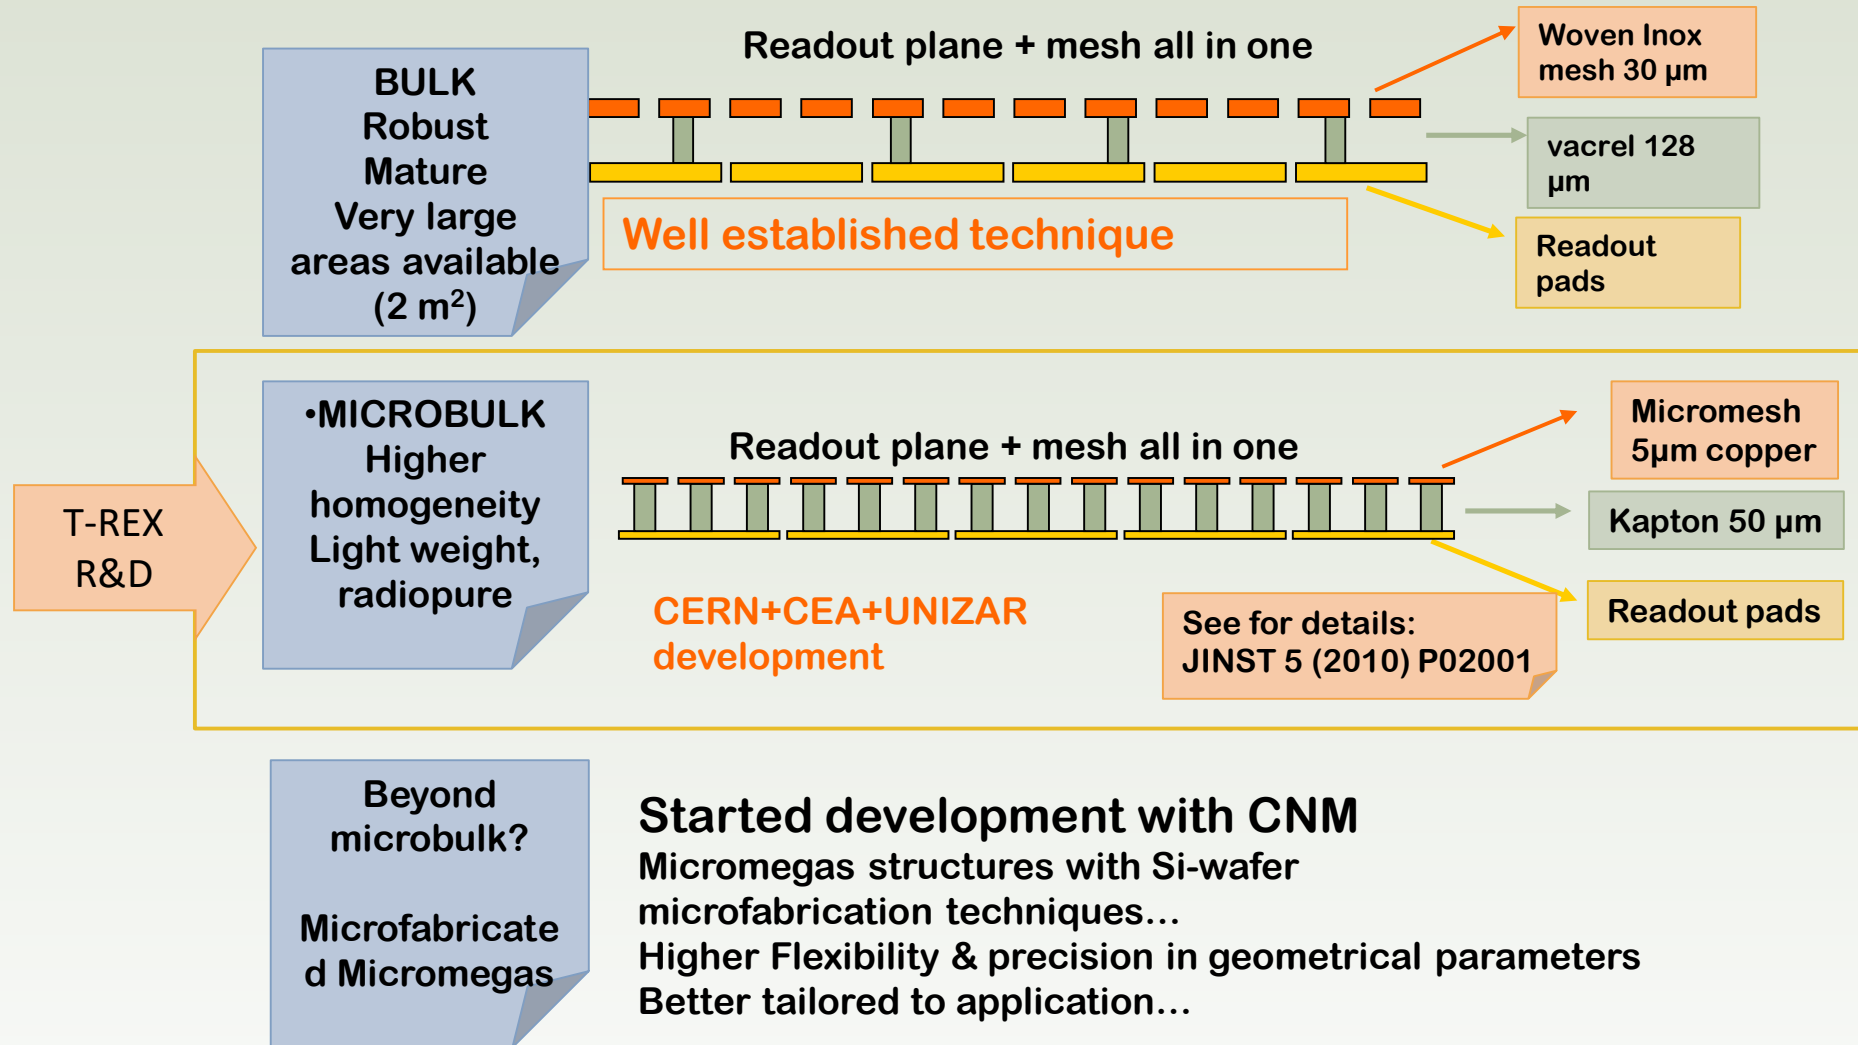 BULK
Robust
Mature
Very large
areas available
(2 m²)
Readout plane + mesh all in one
Woven Inox
mesh 30 µm
vacrel 128
µm
Readout
pads
Well established technique
T-REX
R&D
•MICROBULK
Higher
homogeneity
Light weight,
radiopure
Readout plane + mesh all in one
Micromesh
5µm copper
Kapton 50 µm
Readout pads
CERN+CEA+UNIZAR
development
See for details:
JINST 5 (2010) P02001
Beyond
microbulk?
Microfabricate
d Micromegas
Started development with CNM
Micromegas structures with Si-wafer
microfabrication techniques…
Higher Flexibility & precision in geometrical parameters
Better tailored to application…